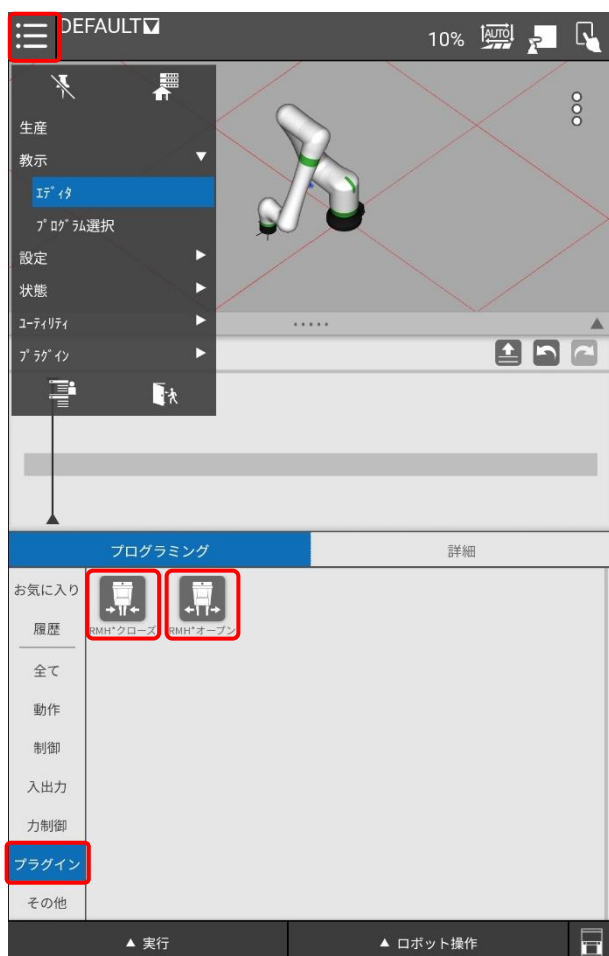 DEFAULT
10%
AUTO
生産
教示
ｴﾃﾞｨﾀ
ﾌﾟﾛｸﾞﾗﾑ選択
設定
状態
ﾕｰﾃｨﾘﾃｨ
ﾌﾟﾗｸﾞｲﾝ
プログラミング
詳細
お気に入り
RMH*クローズ
RMH*オープン
履歴
全て
動作
制御
入出力
力制御
プラグイン
その他
▲ 実行
▲ ロボット操作